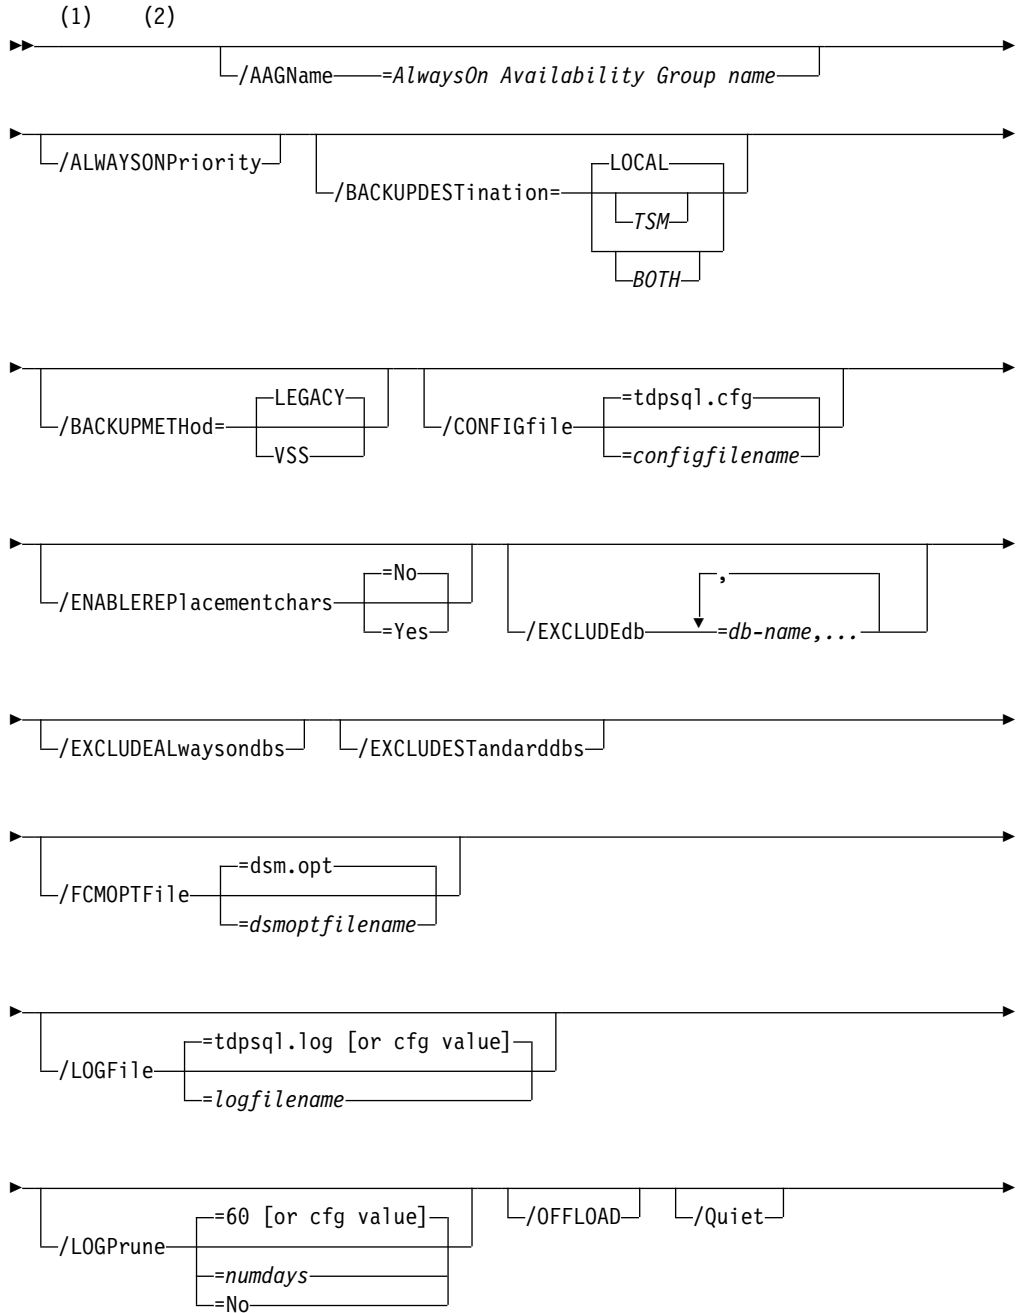 (1) (2)
/AAGName =AlwaysOn Availability Group name
/ALWAYSONPriority
/BACKUPDESTination=
LOCAL
TSM
BOTH
/BACKUPMETHod=
LEGACY
VSS
/CONFIGfile
=tdpsql.cfg
=configfilename
/ENABLEREPlacementchars
=No
=Yes
/EXCLUDEdb
,
=db-name,...
/EXCLUDEALwaysondbs
/EXCLUDESTandarddbs
/FCMOPTFile
=dsm.opt
=dsmoptfilename
/LOGFile
=tdpsql.log [or cfg value]
=logfilename
/LOGPrune
=60 [or cfg value]
=numdays
=No
/OFFLOAD
/Quiet